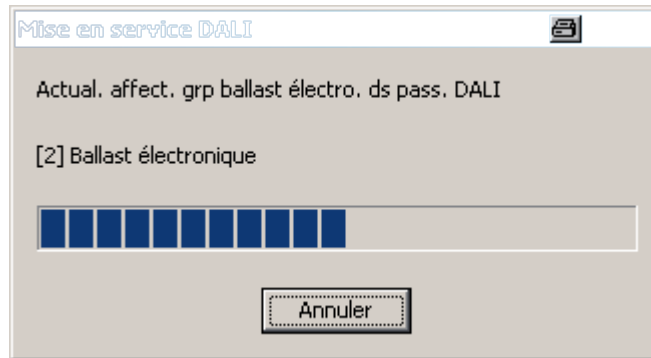 Mise en service DALI
Actual. affect. grp ballast électro. ds pass. DALI
[2] Ballast électronique
Annuler